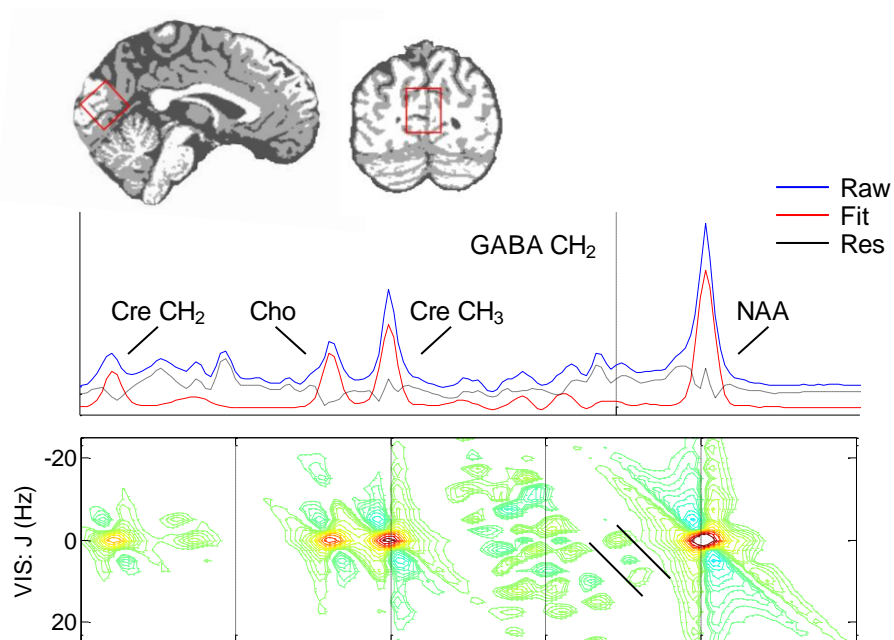 Raw
Fit
Res
GABA CH₂
Cre CH₂
Cho
Cre CH₃
NAA
VIS: J (Hz)
-20
0
20